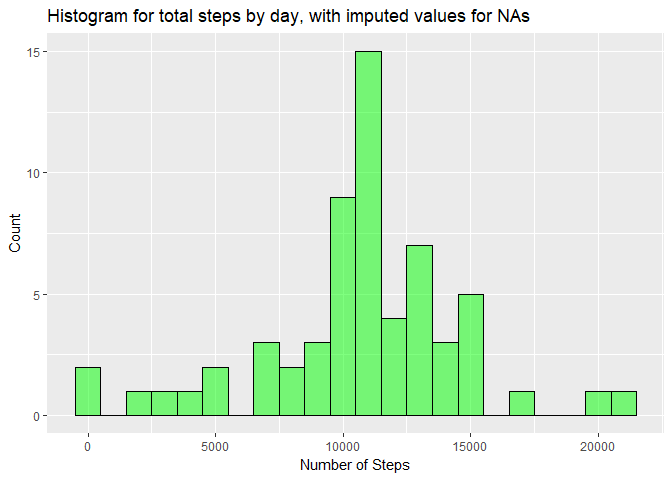 Histogram for total steps by day, with imputed values for NAs
15
10
5
0
Count
0 5000 10000 15000 20000
Number of Steps